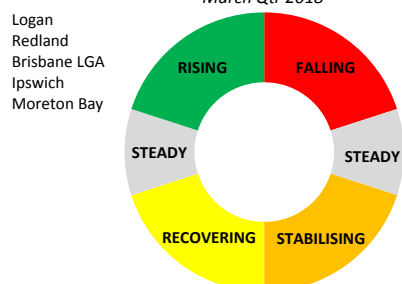 March Qtr 2018
Logan
Redland
Brisbane LGA
Ipswich
Moreton Bay
RISING
FALLING
STEADY
STEADY
RECOVERING
STABILISING